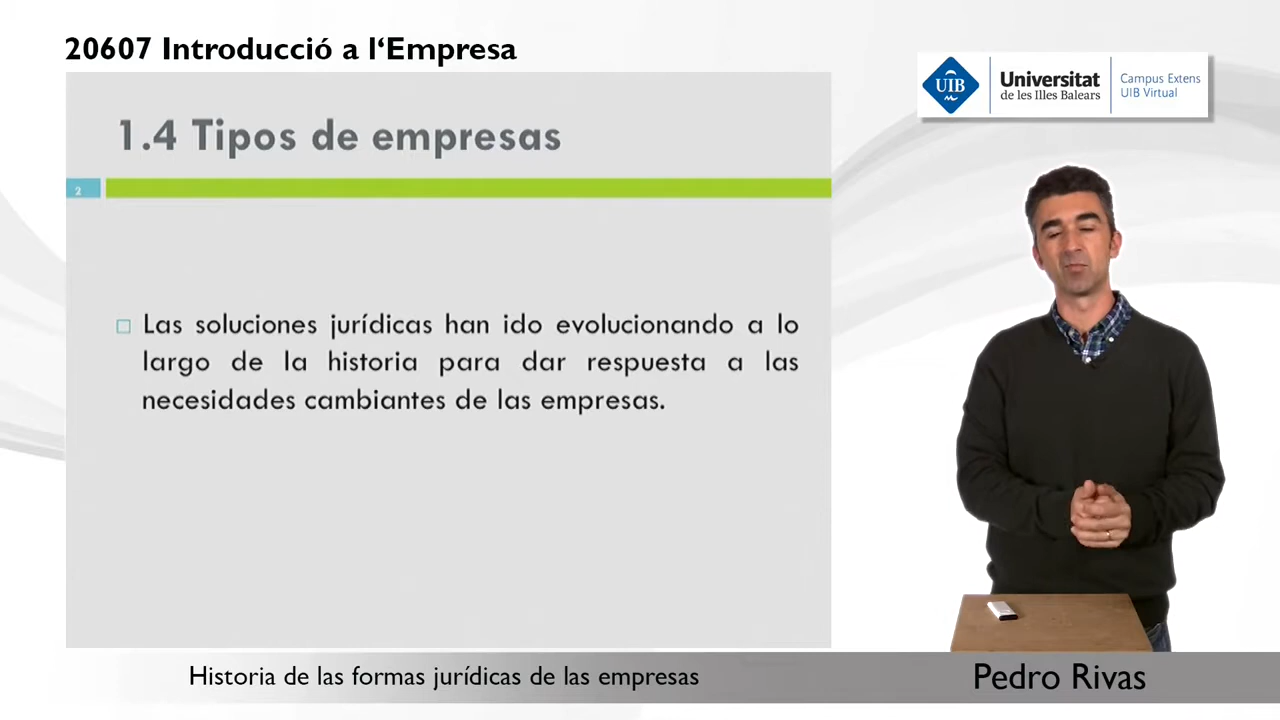 20607 Introducció a l‘Empresa
UIB
Universitat
de les Illes Balears
Campus Extens
UIB Virtual
1.4 Tipos de empresas
2
Las soluciones jurídicas han ido evolucionando a lo
largo de la historia para dar respuesta a las
necesidades cambiantes de las empresas.
Historia de las formas jurídicas de las empresas
Pedro Rivas